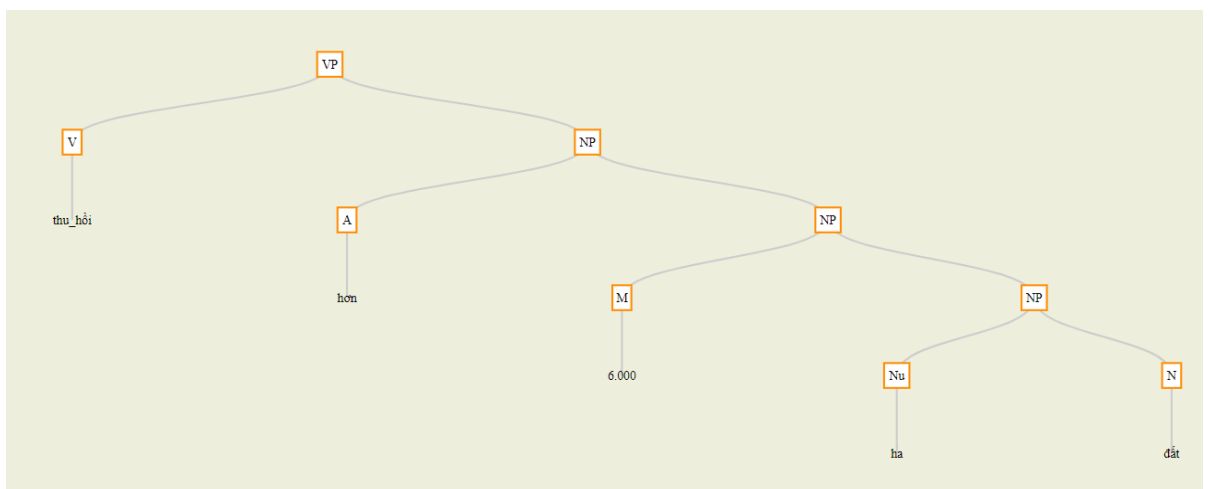 VP
V NP
thu_hồi A NP
hơn M NP
6.000 Nu N
ha đất